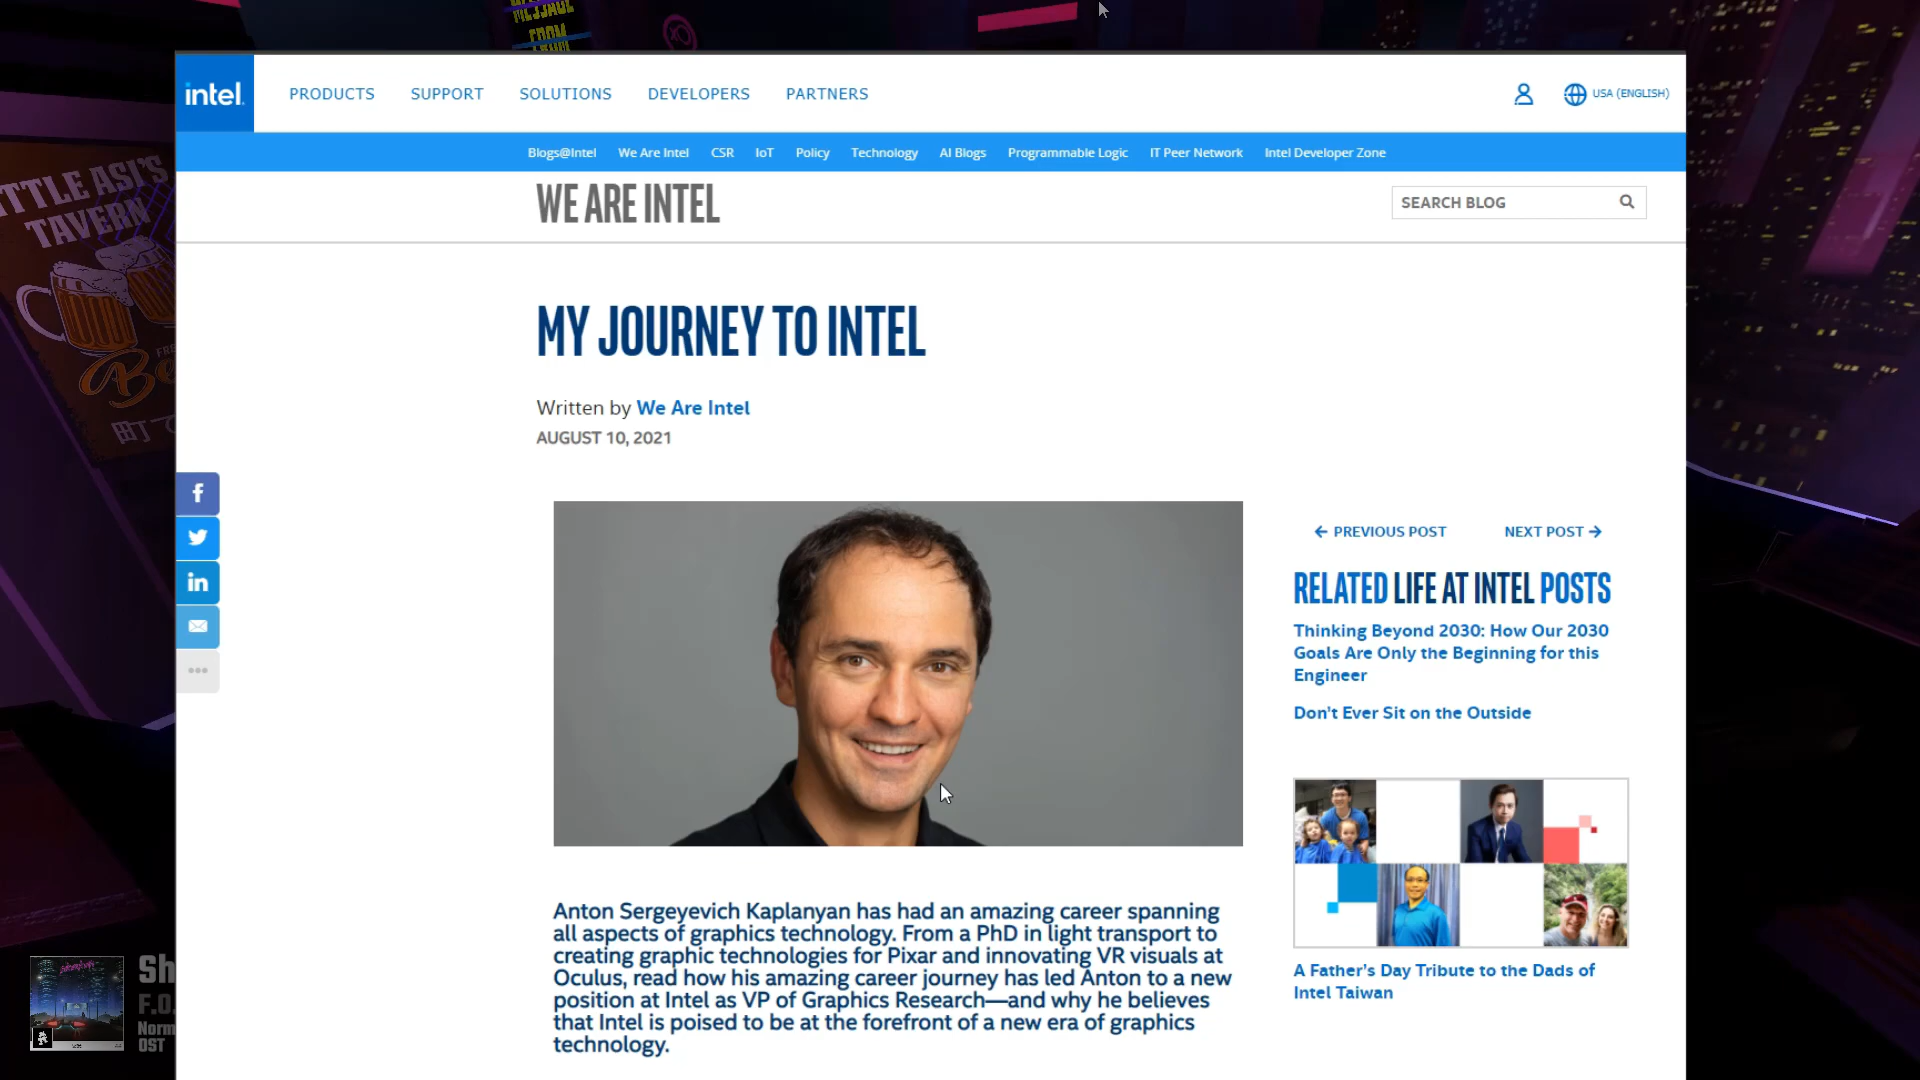 MESSAGE
FROM
intel.
PRODUCTS SUPPORT SOLUTIONS DEVELOPERS PARTNERS
USA (ENGLISH)
Blogs@Intel We Are Intel CSR IoT Policy Technology AI Blogs Programmable Logic IT Peer Network Intel Developer Zone
WE ARE INTEL
SEARCH BLOG
TTLE ASI'S
TAVERN
MY JOURNEY TO INTEL
Written by We Are Intel
AUGUST 10, 2021
f
in
← PREVIOUS POST NEXT POST →
RELATED LIFE AT INTEL POSTS
Thinking Beyond 2030: How Our 2030
Goals Are Only the Beginning for this
Engineer
Don't Ever Sit on the Outside
Anton Sergeyevich Kaplanyan has had an amazing career spanning
all aspects of graphics technology. From a PhD in light transport to
creating graphic technologies for Pixar and innovating VR visuals at
Oculus, read how his amazing career journey has led Anton to a new
position at Intel as VP of Graphics Research—and why he believes
that Intel is poised to be at the forefront of a new era of graphics
technology.
A Father's Day Tribute to the Dads of
Intel Taiwan
Sh
F.O.
Norm
OST